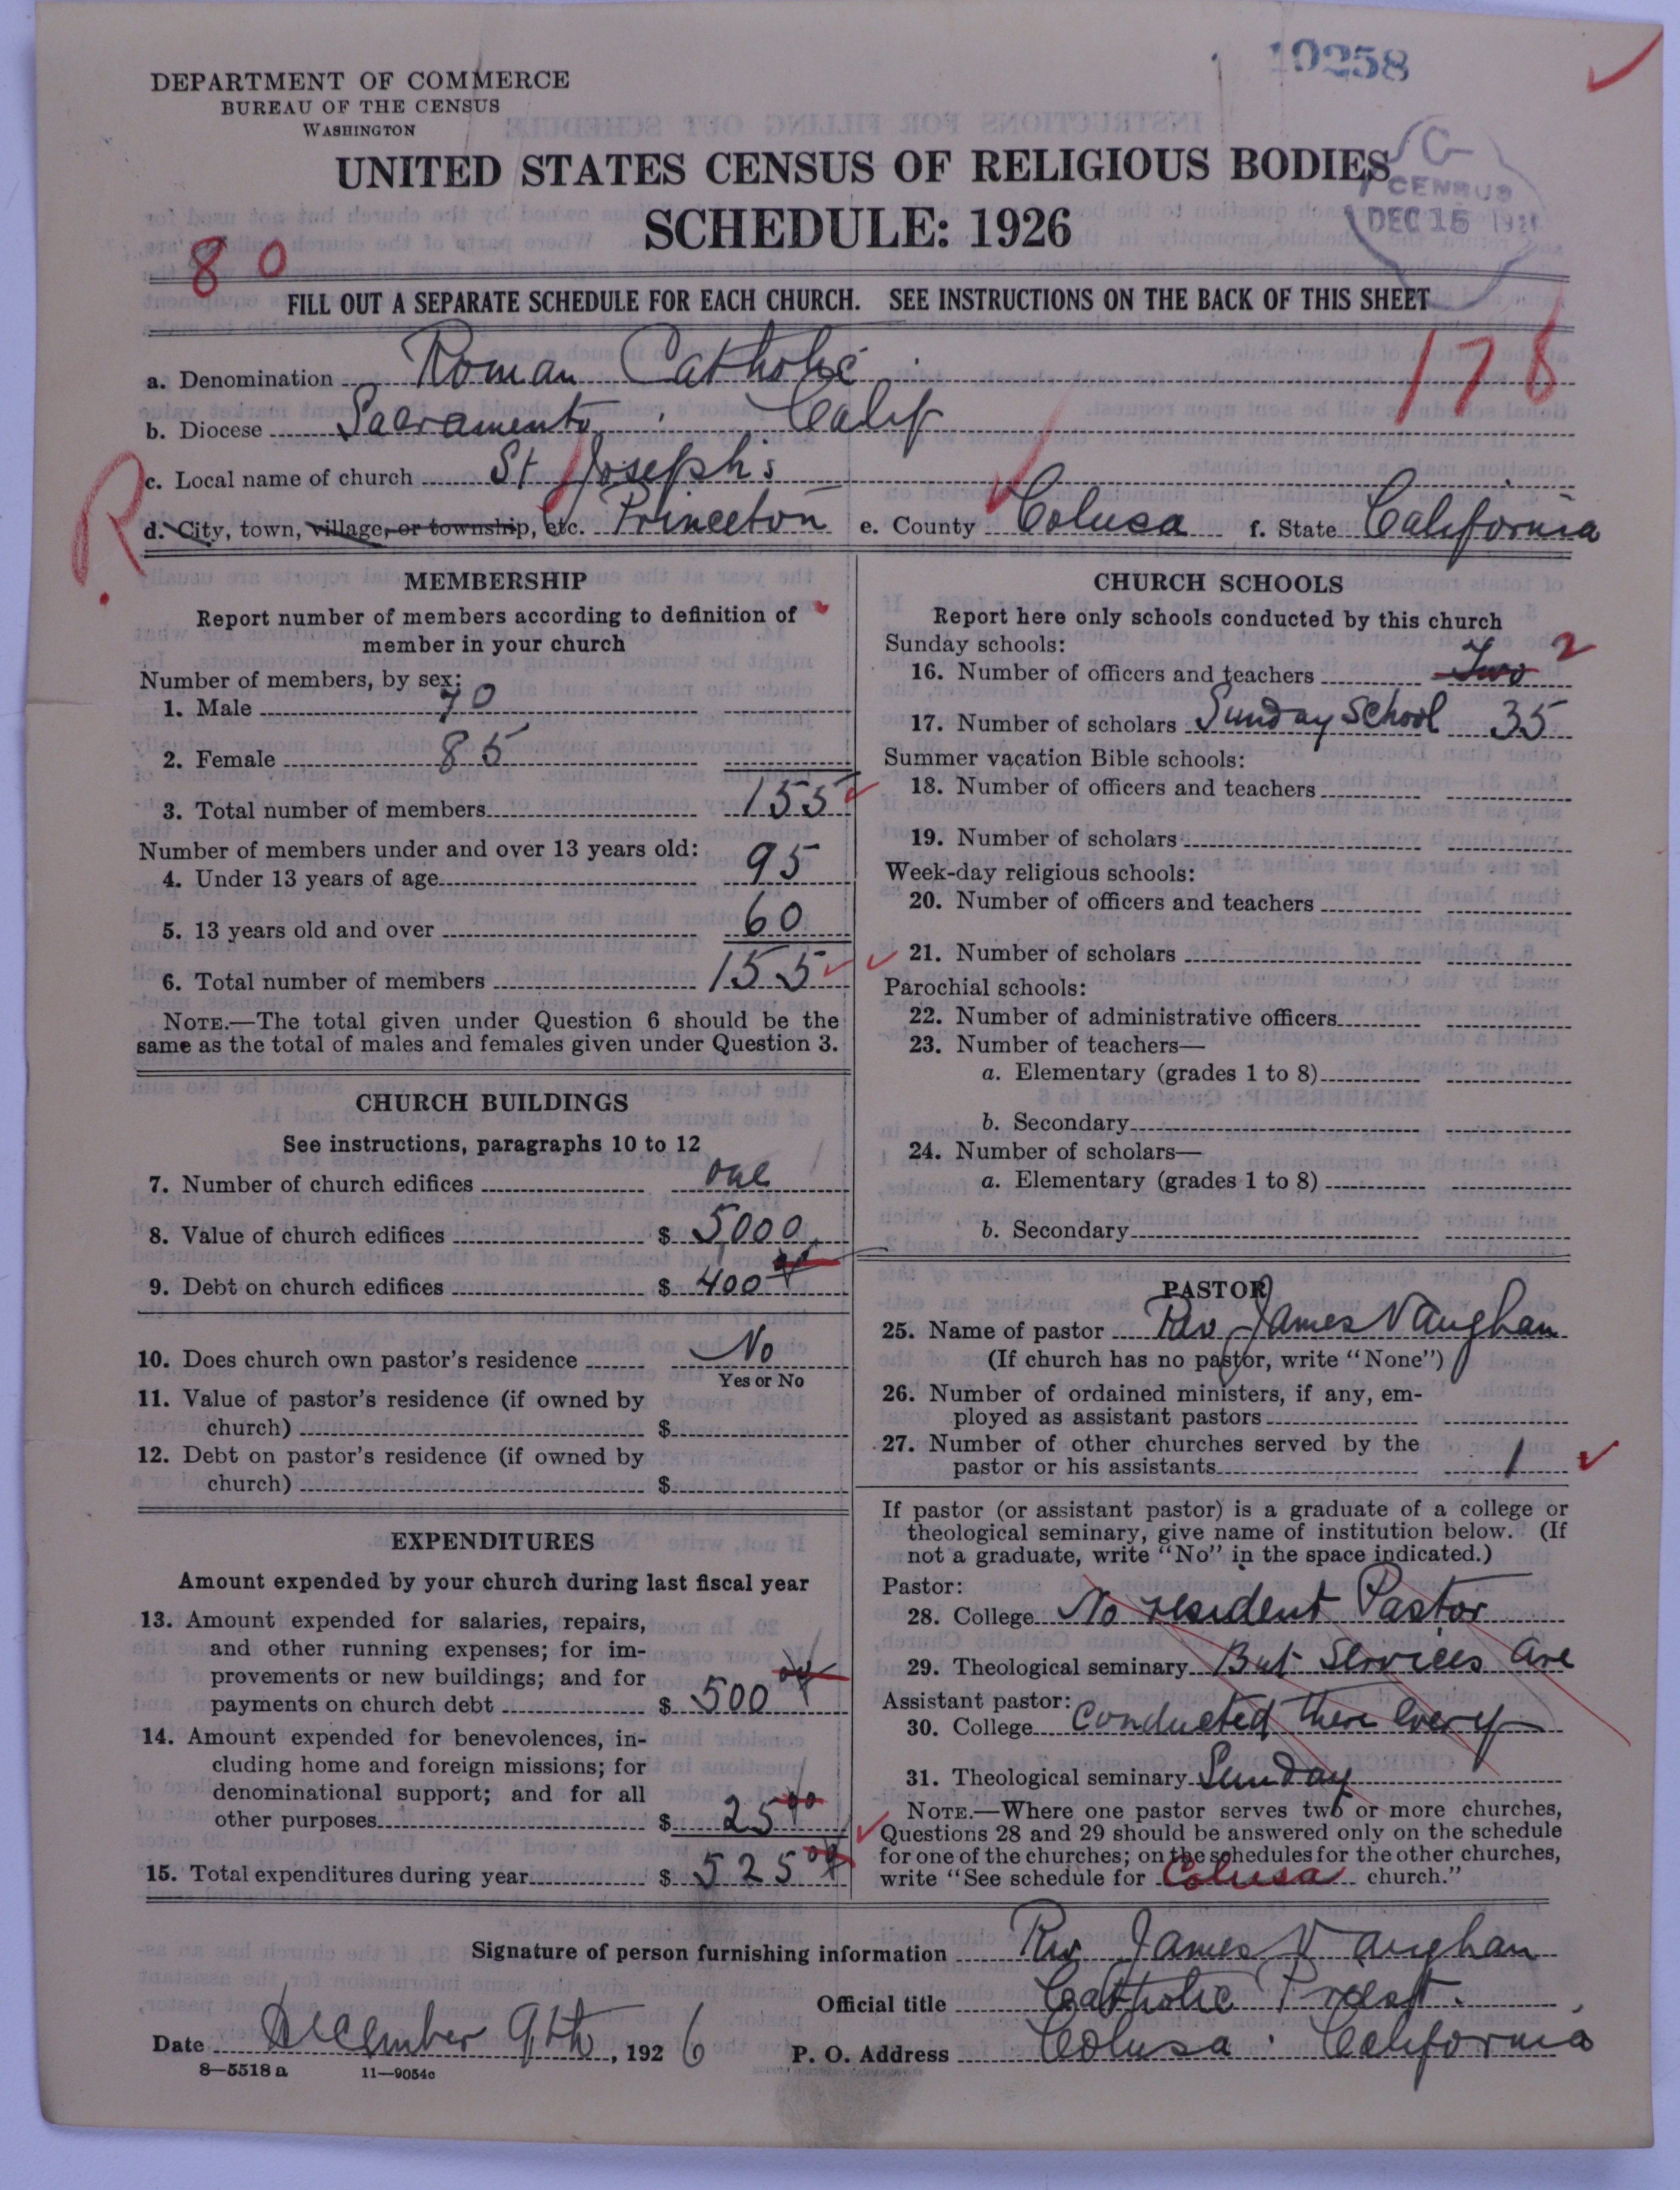 19258
DEPARTMENT OF COMMERCE
BUREAU OF THE CENSUS
WASHINGTON
UNITED STATES CENSUS OF RELIGIOUS BODIES
SCHEDULE: 1926
CENSUS
DEC 15 192
80
FILL OUT A SEPARATE SCHEDULE FOR EACH CHURCH. SEE INSTRUCTIONS ON THE BACK OF THIS SHEET
178
a. Denomination Roman Catholic
b. Diocese Sacramento. Calif
c. Local name of church St Joseph's
R.
d. City, town, village, or township, etc. Princeton e. County Colusa f. State California
MEMBERSHIP
Report number of members according to definition of
member in your church
Number of members, by sex:
1. Male 70
2. Female 85
3. Total number of members 155
Number of members under and over 13 years old:
4. Under 13 years of age 95
5. 13 years old and over 60
6. Total number of members 155
NOTE.—The total given under Question 6 should be the
same as the total of males and females given under Question 3.
CHURCH BUILDINGS
See instructions, paragraphs 10 to 12
7. Number of church edifices one
8. Value of church edifices $ 5000
9. Debt on church edifices $ 400
10. Does church own pastor's residence No
Yes or No
11. Value of pastor's residence (if owned by
church) $
12. Debt on pastor's residence (if owned by
church) $
EXPENDITURES
Amount expended by your church during last fiscal year
13. Amount expended for salaries, repairs,
and other running expenses; for im-
provements or new buildings; and for
payments on church debt $ 500
14. Amount expended for benevolences, in-
cluding home and foreign missions; for
denominational support; and for all
other purposes $ 25 00
15. Total expenditures during year $ 525 00
CHURCH SCHOOLS
Report here only schools conducted by this church
Sunday schools:
16. Number of officers and teachers Two 2
17. Number of scholars Sunday School 35
Summer vacation Bible schools:
18. Number of officers and teachers
19. Number of scholars
Week-day religious schools:
20. Number of officers and teachers
21. Number of scholars
Parochial schools:
22. Number of administrative officers
23. Number of teachers—
a. Elementary (grades 1 to 8)
b. Secondary
24. Number of scholars—
a. Elementary (grades 1 to 8)
b. Secondary
PASTOR
25. Name of pastor Rev James Vaughan
(If church has no pastor, write "None")
26. Number of ordained ministers, if any, em-
ployed as assistant pastors
27. Number of other churches served by the
pastor or his assistants 1
If pastor (or assistant pastor) is a graduate of a college or
theological seminary, give name of institution below. (If
not a graduate, write "No" in the space indicated.)
Pastor:
28. College No resident Pastor
29. Theological seminary But Services are
Assistant pastor:
30. College conducted there every
31. Theological seminary Sunday
NOTE.—Where one pastor serves two or more churches,
Questions 28 and 29 should be answered only on the schedule
for one of the churches; on the schedules for the other churches,
write "See schedule for Colusa church."
Signature of person furnishing information Rev James Vaughan
Official title Catholic Priest.
Date December 9th, 1926 P. O. Address Colusa. California
8—5518 a 11—9054c